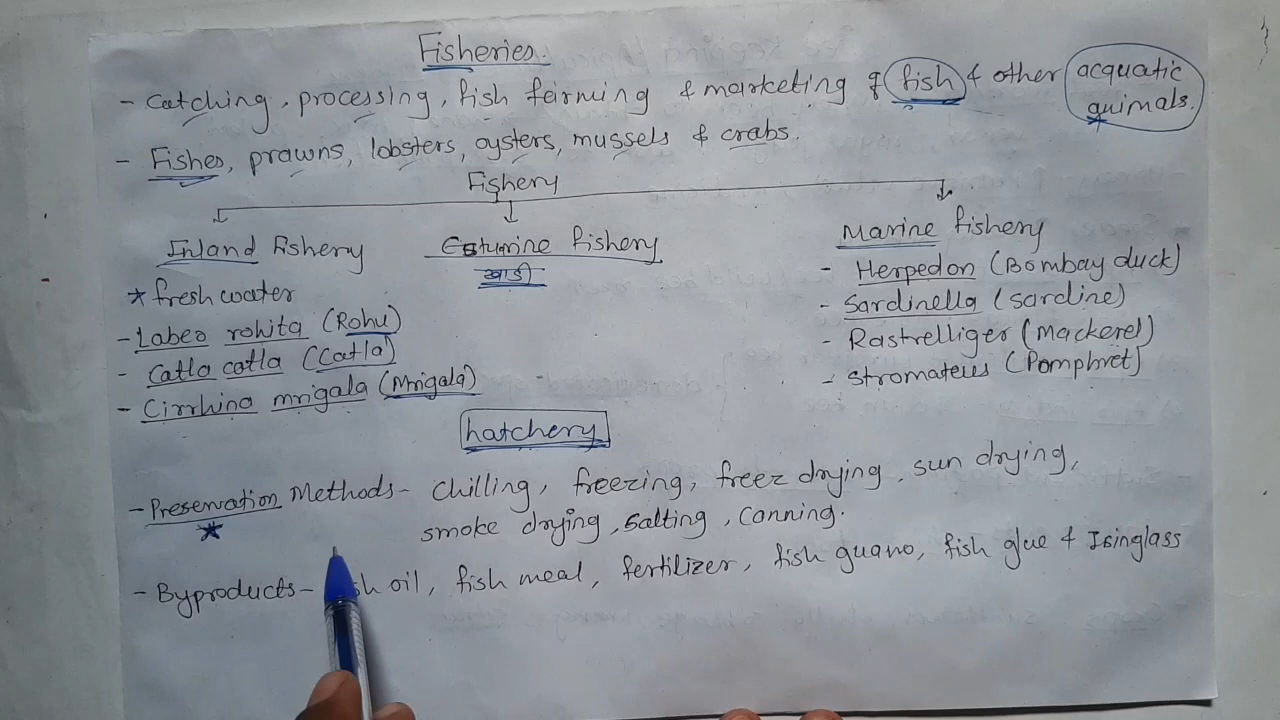 Fisheries.
- Catching, processing, fish farming & marketing of fish & other acquatic animals.
- Fishes, prawns, lobsters, oysters, mussels & crabs.
Fishery
Inland Fishery
* fresh water
- Labeo rohita (Rohu)
- Catla catla (Catla)
- Cirrhina mrigala (Mrigala)
Esturine fishery
खाडी
Marine fishery
- Herpedon (Bombay duck)
- Sardinella (sardine)
- Rastrelliger (Mackerel)
- Stromateus (Pomphret)
hatchery
- Preservation Methods - chilling, freezing, freez drying, sun drying,
smoke drying, salting, canning.
- Byproducts - sh oil, fish meal, fertilizer, fish guano, fish glue & Isinglass